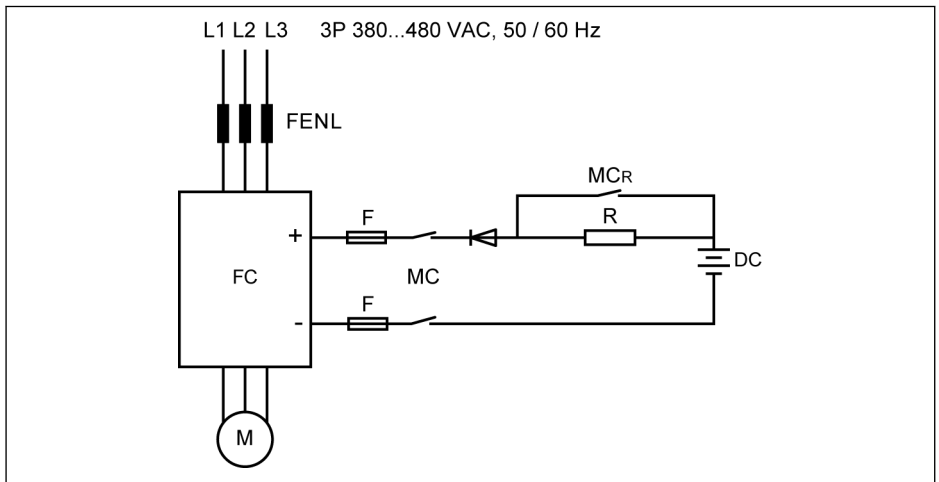 L1 L2 L3 3P 380...480 VAC, 50 / 60 Hz
FENL
MCR
F
R
+
FC
MC
DC
F
-
M